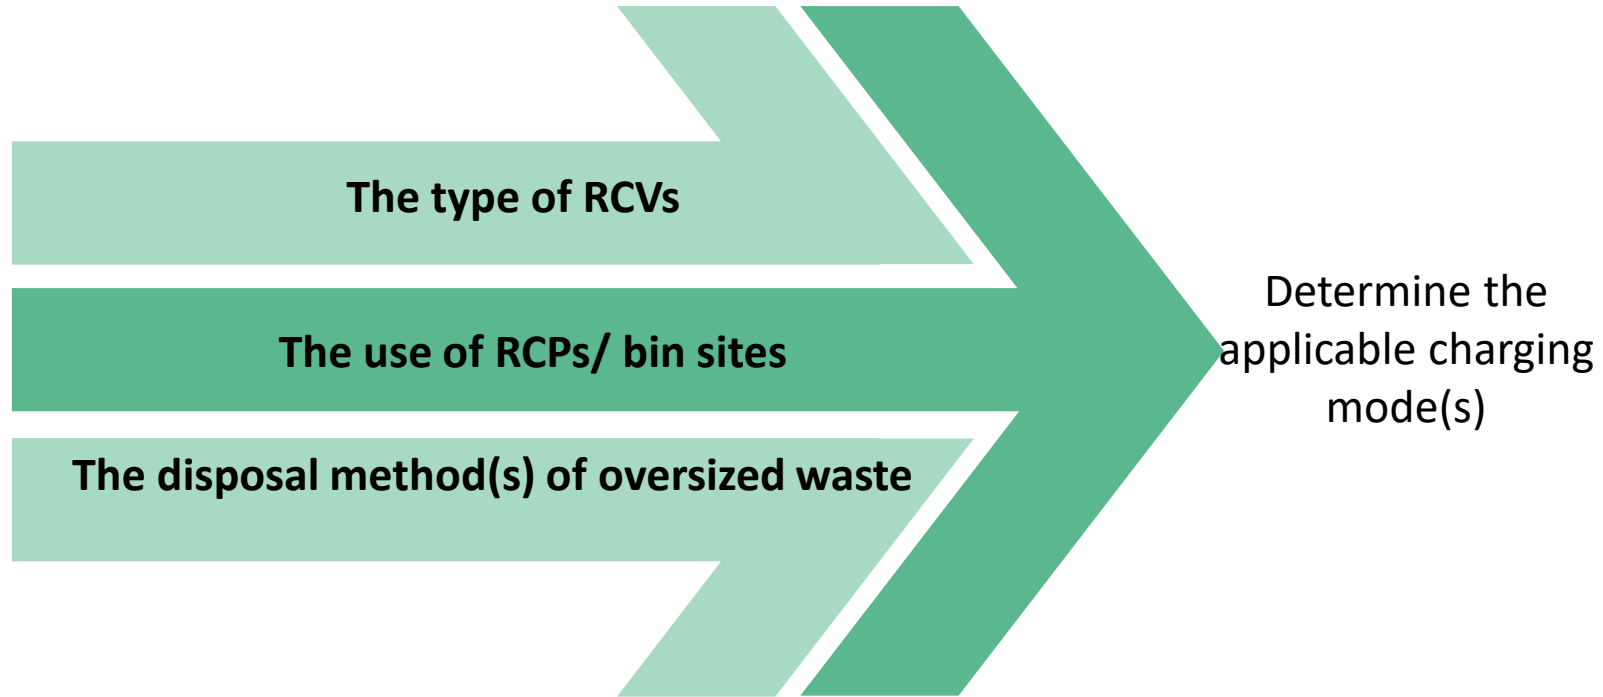 The type of RCVs
The use of RCPs/ bin sites
The disposal method(s) of oversized waste
Determine the
applicable charging
mode(s)